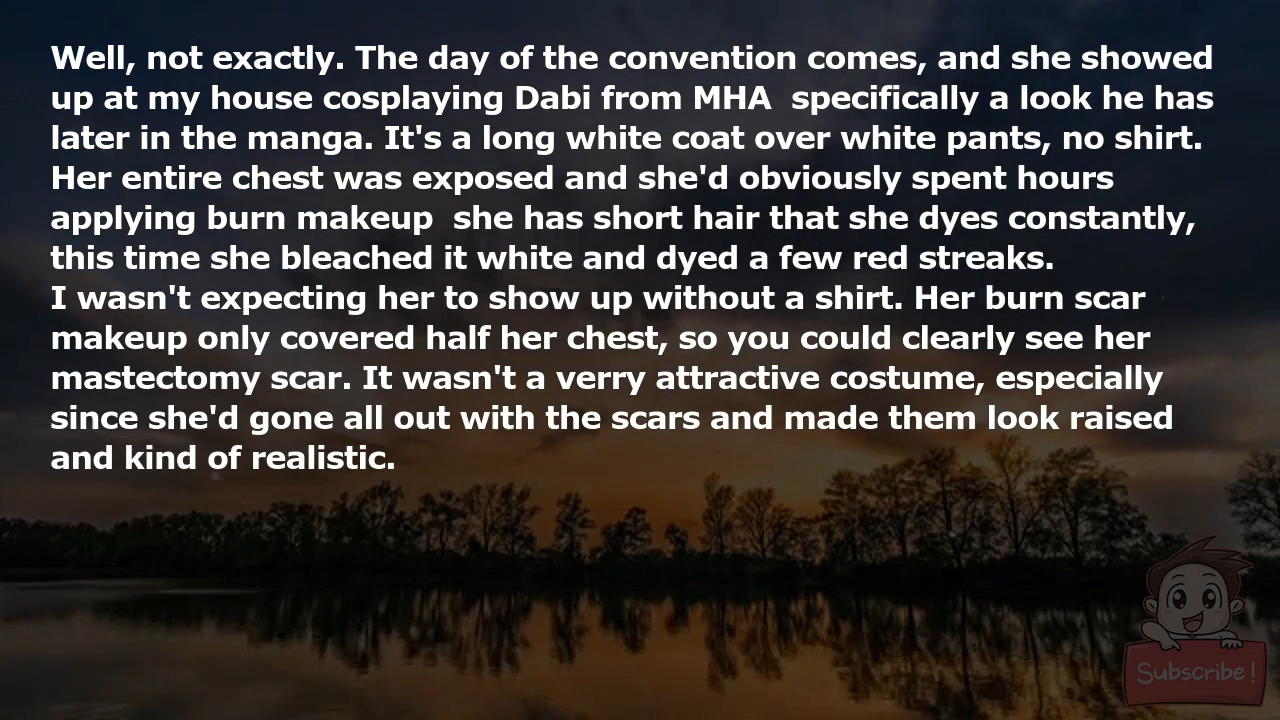 Well, not exactly. The day of the convention comes, and she showed
up at my house cosplaying Dabi from MHA  specifically a look he has
later in the manga. It's a long white coat over white pants, no shirt.
Her entire chest was exposed and she'd obviously spent hours
applying burn makeup  she has short hair that she dyes constantly,
this time she bleached it white and dyed a few red streaks.
I wasn't expecting her to show up without a shirt. Her burn scar
makeup only covered half her chest, so you could clearly see her
mastectomy scar. It wasn't a verry attractive costume, especially
since she'd gone all out with the scars and made them look raised
and kind of realistic.
Subscribe!